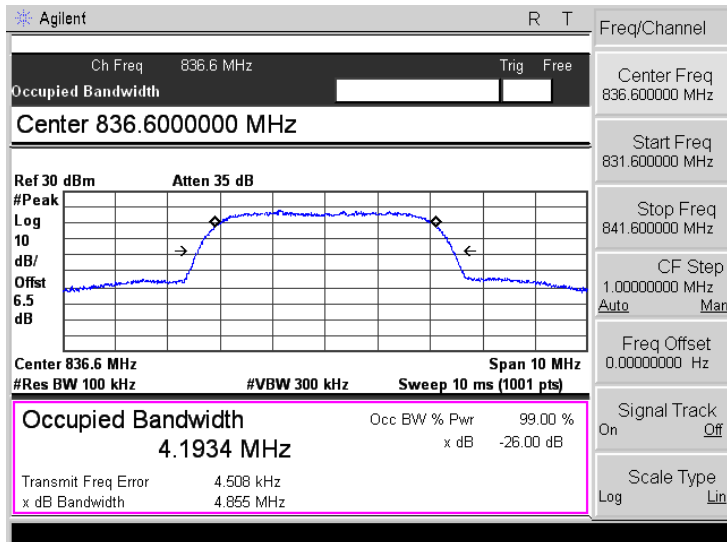 Agilent R T
Ch Freq 836.6 MHz Trig Free
Occupied Bandwidth
Center 836.6000000 MHz
Ref 30 dBm Atten 35 dB
#Peak
Log
10
dB/
Offst
6.5
dB
Center 836.6 MHz Span 10 MHz
#Res BW 100 kHz #VBW 300 kHz Sweep 10 ms (1001 pts)
Occupied Bandwidth Occ BW % Pwr 99.00 %
4.1934 MHz x dB -26.00 dB
Transmit Freq Error 4.508 kHz
x dB Bandwidth 4.855 MHz
Freq/Channel
Center Freq
836.600000 MHz
Start Freq
831.600000 MHz
Stop Freq
841.600000 MHz
CF Step
1.00000000 MHz
Auto Man
Freq Offset
0.00000000 Hz
Signal Track
On Off
Scale Type
Log Lin